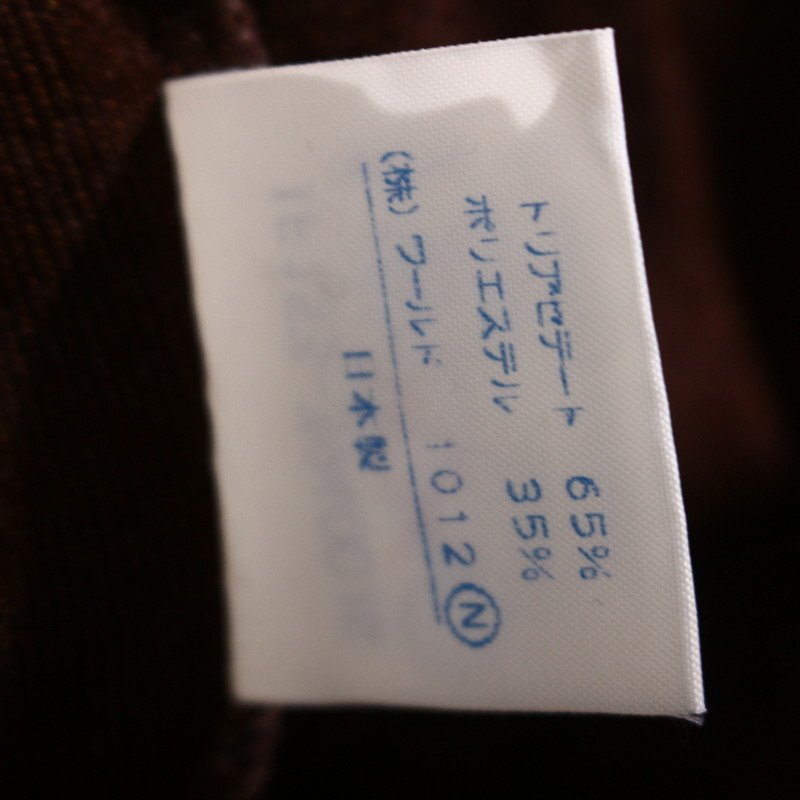 トリアセテート 65%
ポリエステル 35%
(株) ワールド 1012 Ⓝ
日本製